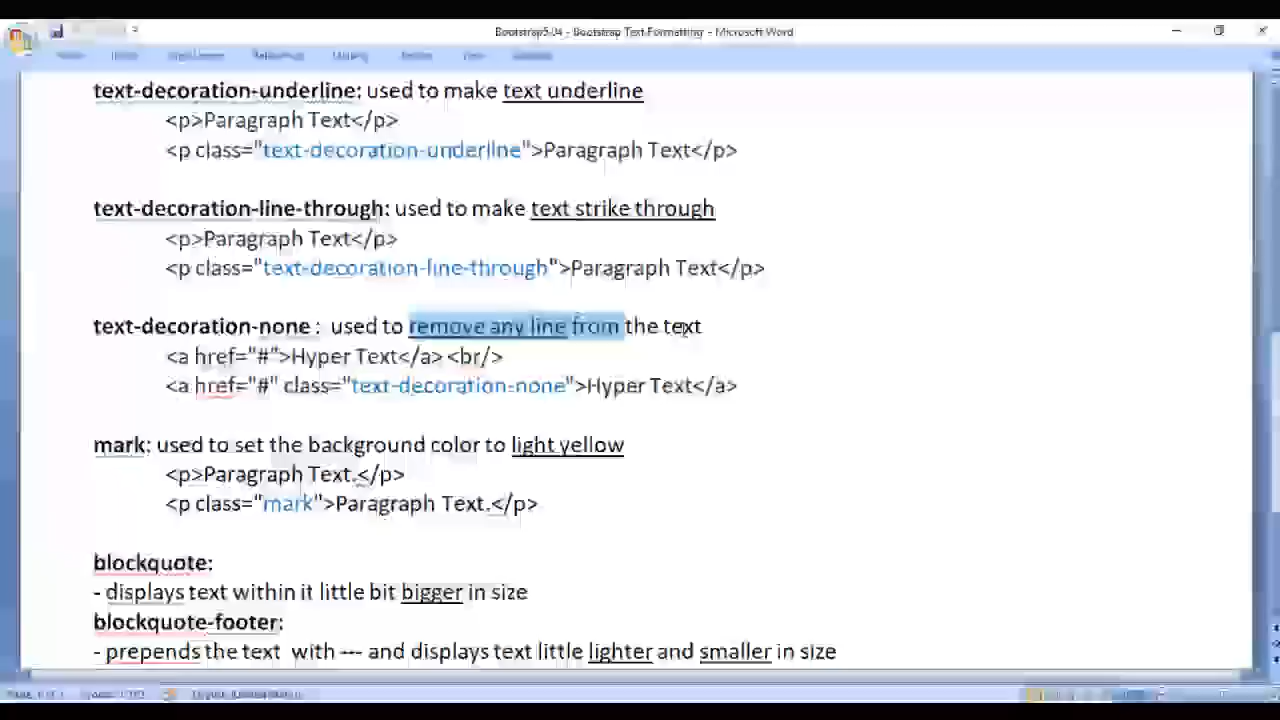 Bootstrap5-04 - Bootstrap Text Formatting - Microsoft Word
text-decoration-underline: used to make text underline
<p>Paragraph Text</p>
<p class="text-decoration-underline">Paragraph Text</p>
text-decoration-line-through: used to make text strike through
<p>Paragraph Text</p>
<p class="text-decoration-line-through">Paragraph Text</p>
text-decoration-none :  used to remove any line from the text
<a href="#">Hyper Text</a> <br/>
<a href="#" class="text-decoration-none">Hyper Text</a>
mark: used to set the background color to light yellow
<p>Paragraph Text.</p>
<p class="mark">Paragraph Text.</p>
blockquote:
- displays text within it little bit bigger in size
blockquote-footer:
- prepends the text  with --- and displays text little lighter and smaller in size